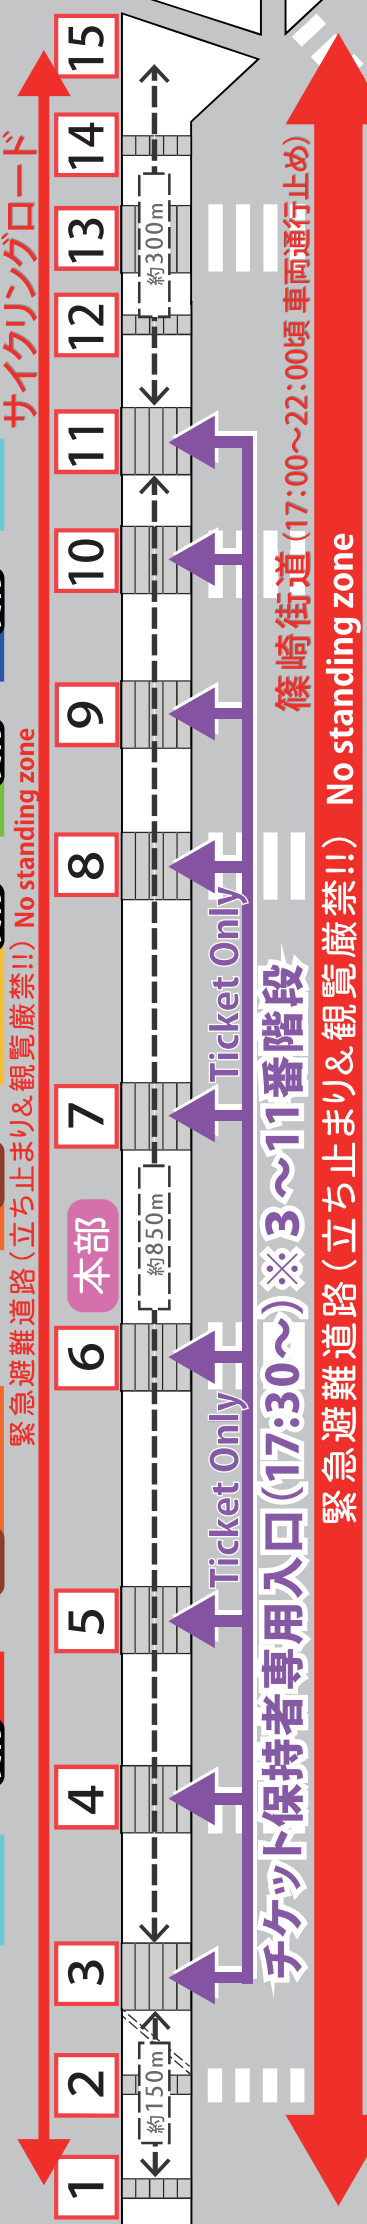 サイクリングロード
緊急避難道路（立ち止まり&観覧厳禁!!）No standing zone
1
2
3
4
5
6
本部
7
8
9
10
11
12
13
14
15
約150m
約850m
約300m
Ticket Only
Ticket Only
チケット保持者専用入口（17:30～）※3～11番階段
篠崎街道（17：00～22：00頃 車両通行止め）
緊急避難道路（立ち止まり&観覧厳禁!!） No standing zone